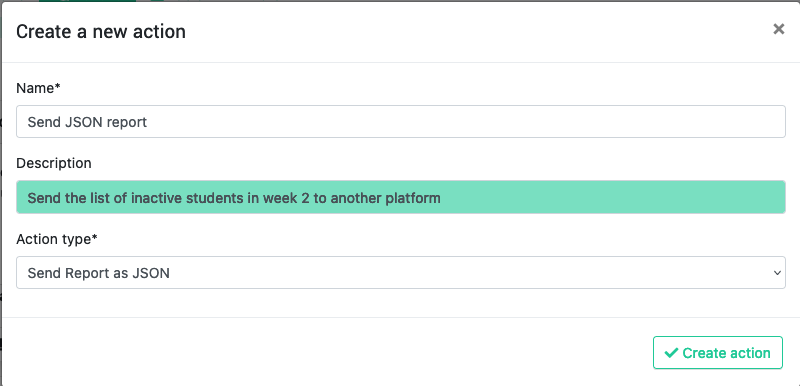 Create a new action
×
Name*
Send JSON report
Description
Send the list of inactive students in week 2 to another platform
Action type*
Send Report as JSON
Create action